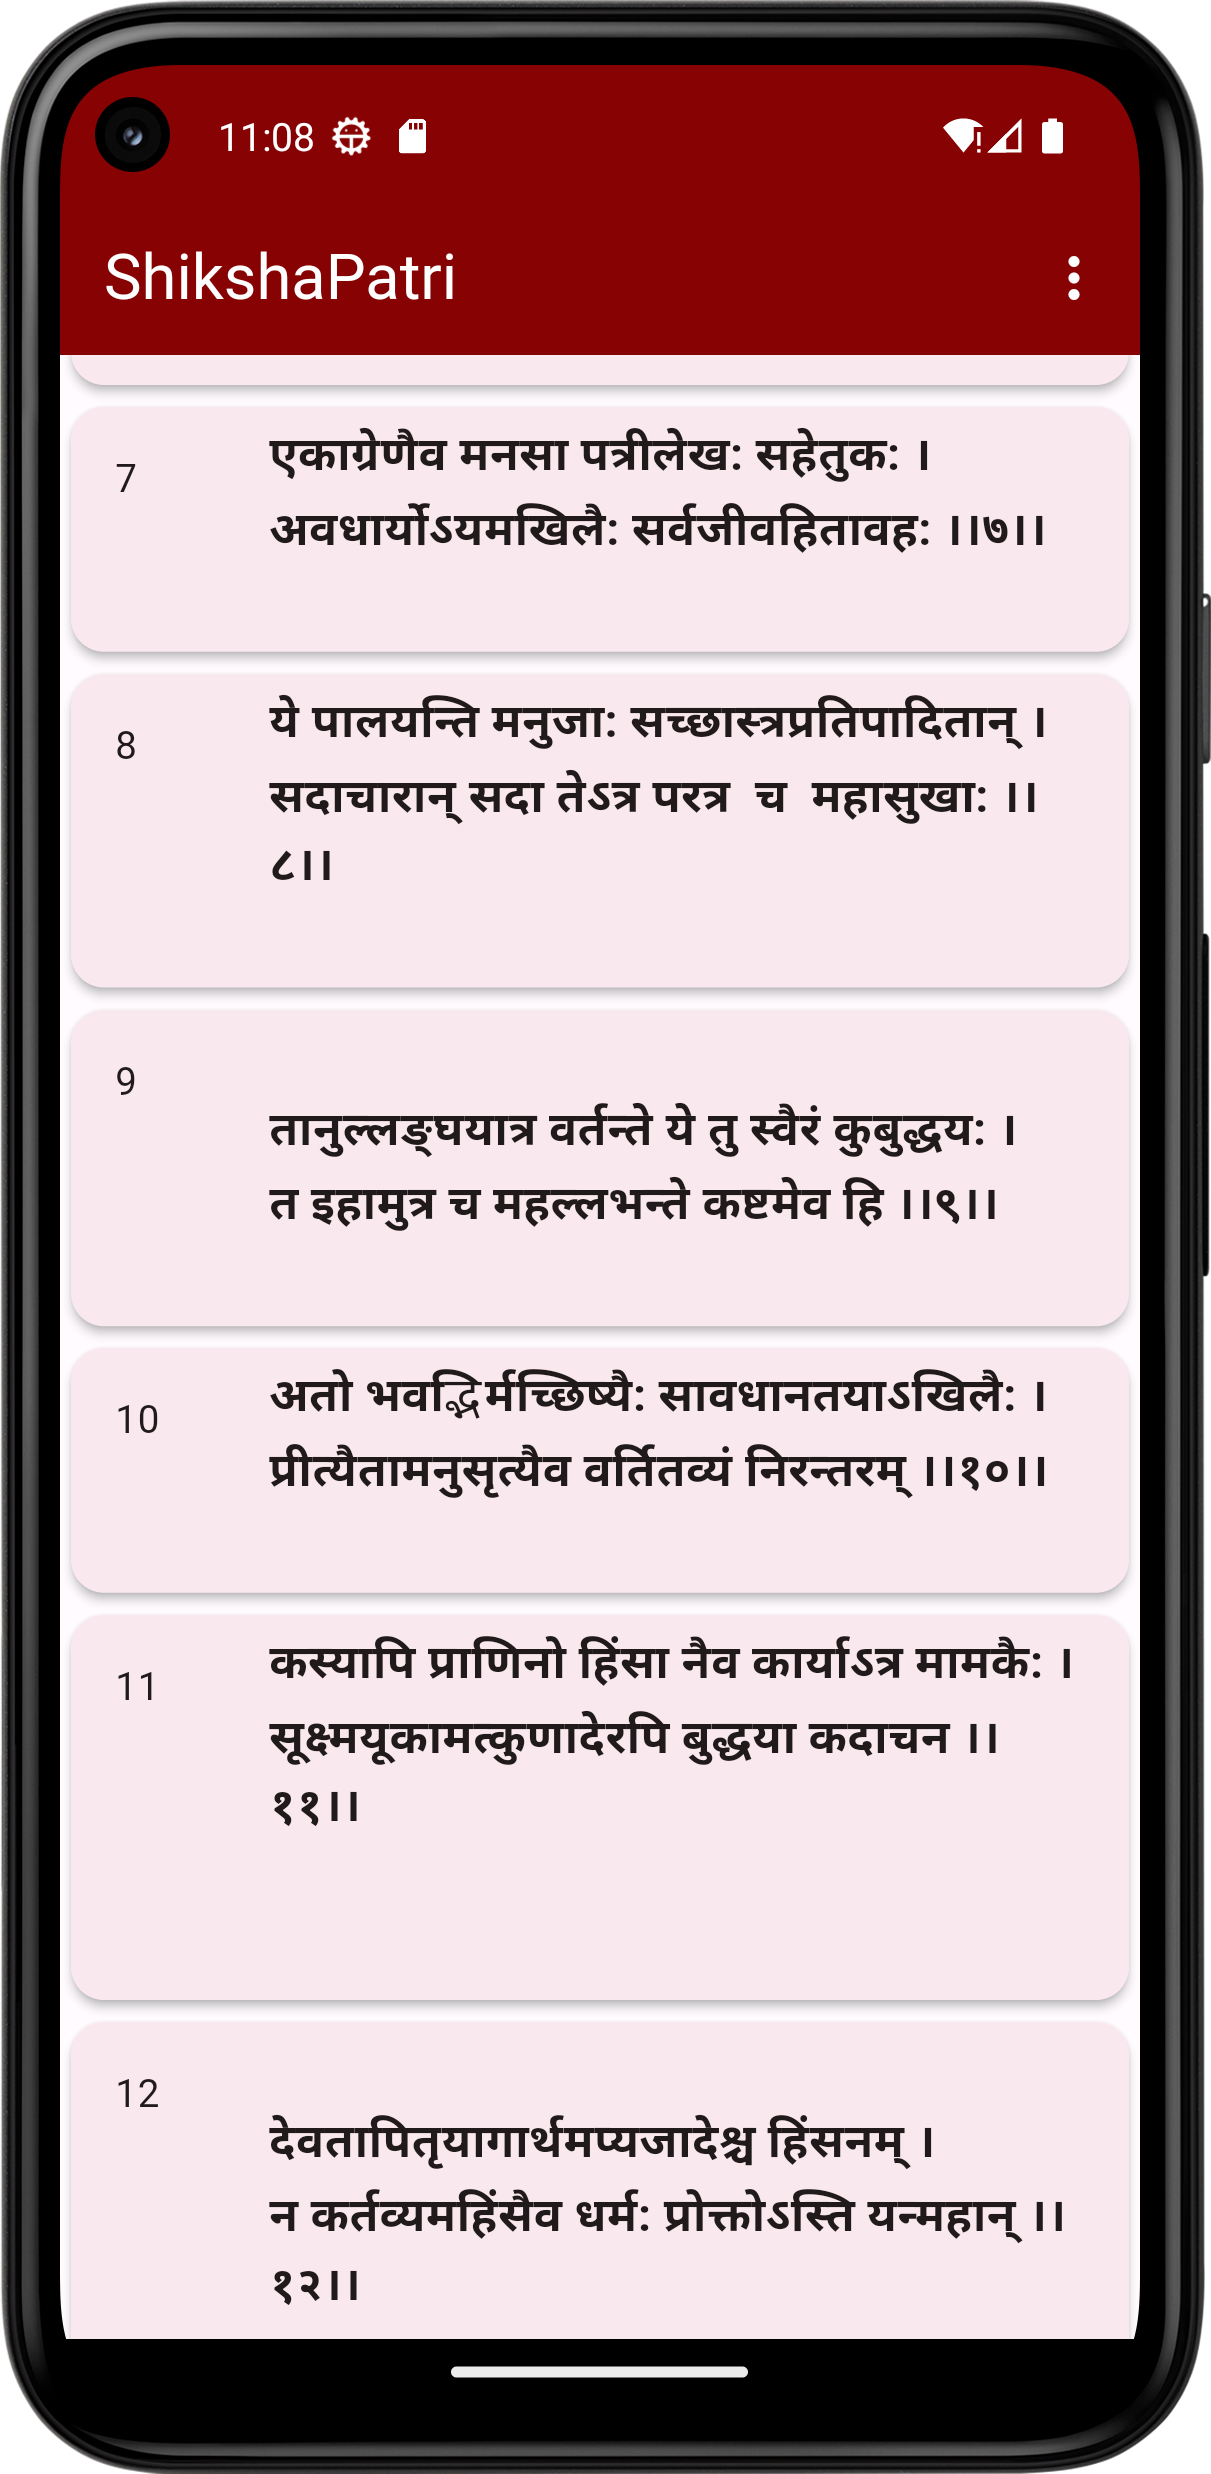 11:08
ShikshaPatri
7
एकाग्रेणैव मनसा पत्रीलेख: सहेतुक: ।
अवधार्योऽयमखिलै: सर्वजीवहितावह: ।।७।।
8
ये पालयन्ति मनुजा: सच्छास्त्रप्रतिपादितान् ।
सदाचारान् सदा तेऽत्र परत्र  च  महासुखा: ।।
८।।
9
तानुल्लङ्घयात्र वर्तन्ते ये तु स्वैरं कुबुद्धय: ।
त इहामुत्र च महल्लभन्ते कष्टमेव हि ।।९।।
10
अतो भवद्भिर्मच्छिष्यै: सावधानतयाऽखिलै: ।
प्रीत्यैतामनुसृत्यैव वर्तितव्यं निरन्तरम् ।।१०।।
11
कस्यापि प्राणिनो हिंसा नैव कार्याऽत्र मामकै: ।
सूक्ष्मयूकामत्कुणादेरपि बुद्धया कदाचन ।।
११।।
12
देवतापितृयागार्थमप्यजादेश्च हिंसनम् ।
न कर्तव्यमहिंसैव धर्म: प्रोक्तोऽस्ति यन्महान् ।।
१२।।